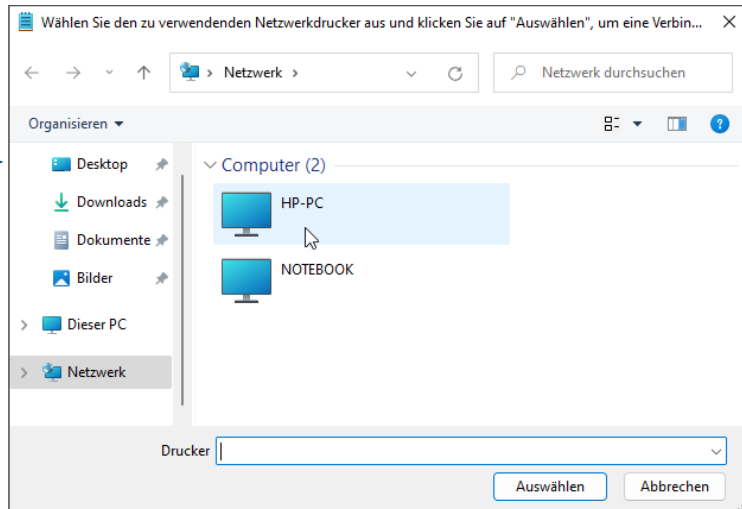 Wählen Sie den zu verwendenden Netzwerkdrucker aus und klicken Sie auf "Auswählen", um eine Verbin...
Netzwerk
Netzwerk durchsuchen
Organisieren
Desktop
Downloads
Dokumente
Bilder
Dieser PC
Netzwerk
Computer (2)
HP-PC
NOTEBOOK
Drucker
Auswählen
Abbrechen